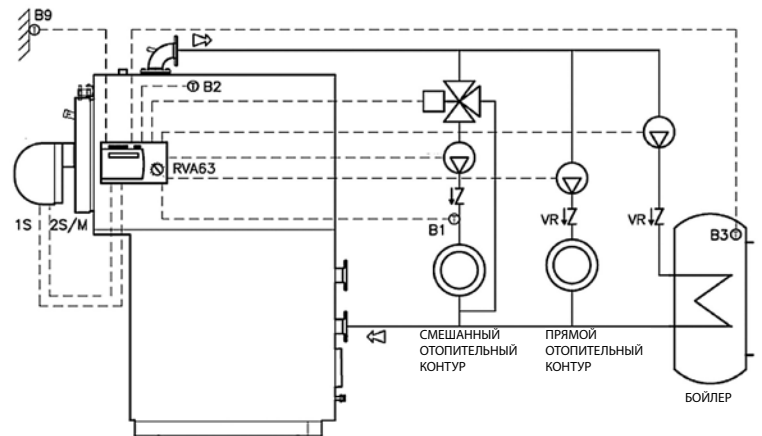 B9
B2
RVA63
1S 2S/M
B1
VR
VR
B3
СМЕШАННЫЙ
ОТОПИТЕЛЬНЫЙ
КОНТУР
ПРЯМОЙ
ОТОПИТЕЛЬНЫЙ
КОНТУР
БОЙЛЕР